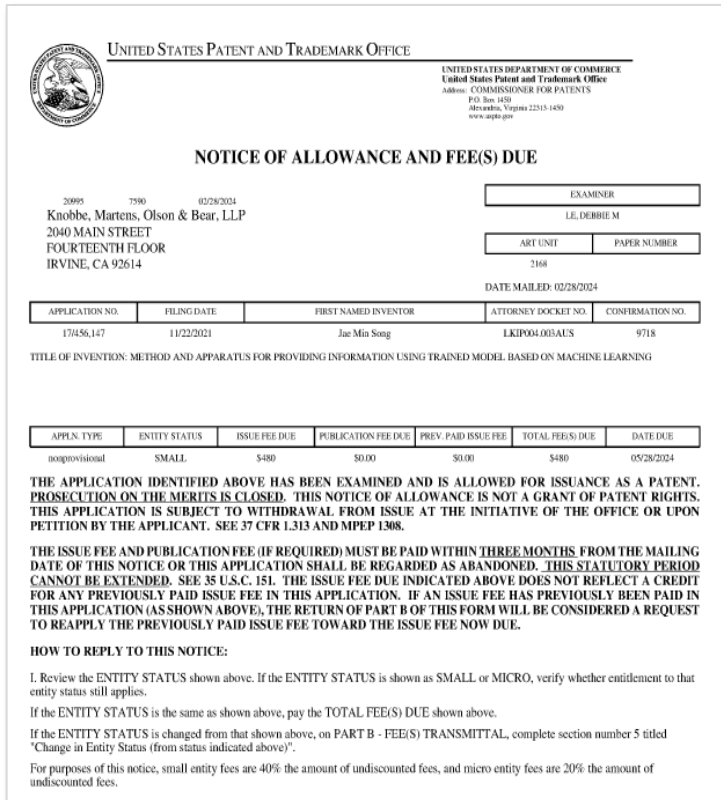 UNITED STATES PATENT AND TRADEMARK OFFICE
UNITED STATES DEPARTMENT OF COMMERCE
United States Patent and Trademark Office
Address: COMMISSIONER FOR PATENTS
P.O. Box 1450
Alexandria, Virginia 22313-1450
www.uspto.gov
NOTICE OF ALLOWANCE AND FEE(S) DUE
20995 7590 02/28/2024
Knobbe, Martens, Olson & Bear, LLP
2040 MAIN STREET
FOURTEENTH FLOOR
IRVINE, CA 92614
EXAMINER
LE, DEBBIE M
ART UNIT PAPER NUMBER
2168
DATE MAILED: 02/28/2024
APPLICATION NO. FILING DATE FIRST NAMED INVENTOR ATTORNEY DOCKET NO. CONFIRMATION NO.
17/456,147 11/22/2021 Jae Min Song LKIP004.003AUS 9718
TITLE OF INVENTION: METHOD AND APPARATUS FOR PROVIDING INFORMATION USING TRAINED MODEL BASED ON MACHINE LEARNING
APPLN. TYPE ENTITY STATUS ISSUE FEE DUE PUBLICATION FEE DUE PREV. PAID ISSUE FEE TOTAL FEE(S) DUE DATE DUE
nonprovisional SMALL $480 $0.00 $0.00 $480 05/28/2024
THE APPLICATION IDENTIFIED ABOVE HAS BEEN EXAMINED AND IS ALLOWED FOR ISSUANCE AS A PATENT.
PROSECUTION ON THE MERITS IS CLOSED. THIS NOTICE OF ALLOWANCE IS NOT A GRANT OF PATENT RIGHTS.
THIS APPLICATION IS SUBJECT TO WITHDRAWAL FROM ISSUE AT THE INITIATIVE OF THE OFFICE OR UPON
PETITION BY THE APPLICANT. SEE 37 CFR 1.313 AND MPEP 1308.
THE ISSUE FEE AND PUBLICATION FEE (IF REQUIRED) MUST BE PAID WITHIN THREE MONTHS FROM THE MAILING
DATE OF THIS NOTICE OR THIS APPLICATION SHALL BE REGARDED AS ABANDONED. THIS STATUTORY PERIOD
CANNOT BE EXTENDED. SEE 35 U.S.C. 151. THE ISSUE FEE DUE INDICATED ABOVE DOES NOT REFLECT A CREDIT
FOR ANY PREVIOUSLY PAID ISSUE FEE IN THIS APPLICATION. IF AN ISSUE FEE HAS PREVIOUSLY BEEN PAID IN
THIS APPLICATION (AS SHOWN ABOVE), THE RETURN OF PART B OF THIS FORM WILL BE CONSIDERED A REQUEST
TO REAPPLY THE PREVIOUSLY PAID ISSUE FEE TOWARD THE ISSUE FEE NOW DUE.
HOW TO REPLY TO THIS NOTICE:
I. Review the ENTITY STATUS shown above. If the ENTITY STATUS is shown as SMALL or MICRO, verify whether entitlement to that
entity status still applies.
If the ENTITY STATUS is the same as shown above, pay the TOTAL FEE(S) DUE shown above.
If the ENTITY STATUS is changed from that shown above, on PART B - FEE(S) TRANSMITTAL, complete section number 5 titled
"Change in Entity Status (from status indicated above)".
For purposes of this notice, small entity fees are 40% the amount of undiscounted fees, and micro entity fees are 20% the amount of
undiscounted fees.